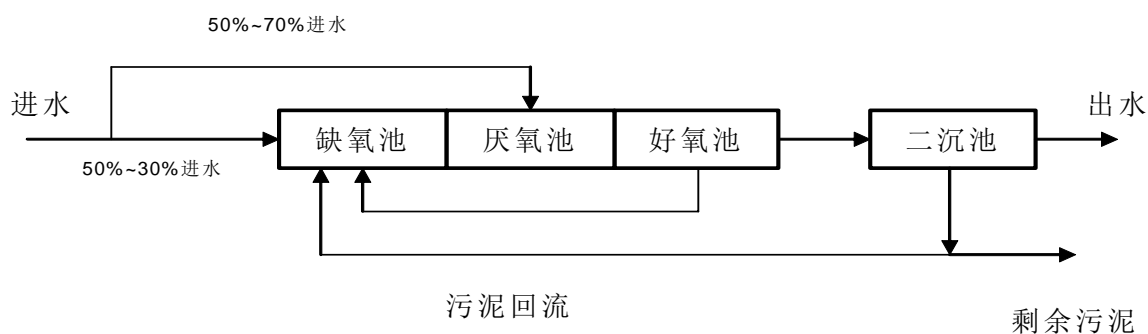 50%~70%进水
进水
出水
缺氧池
厌氧池
好氧池
二沉池
50%~30%进水
污泥回流
剩余污泥